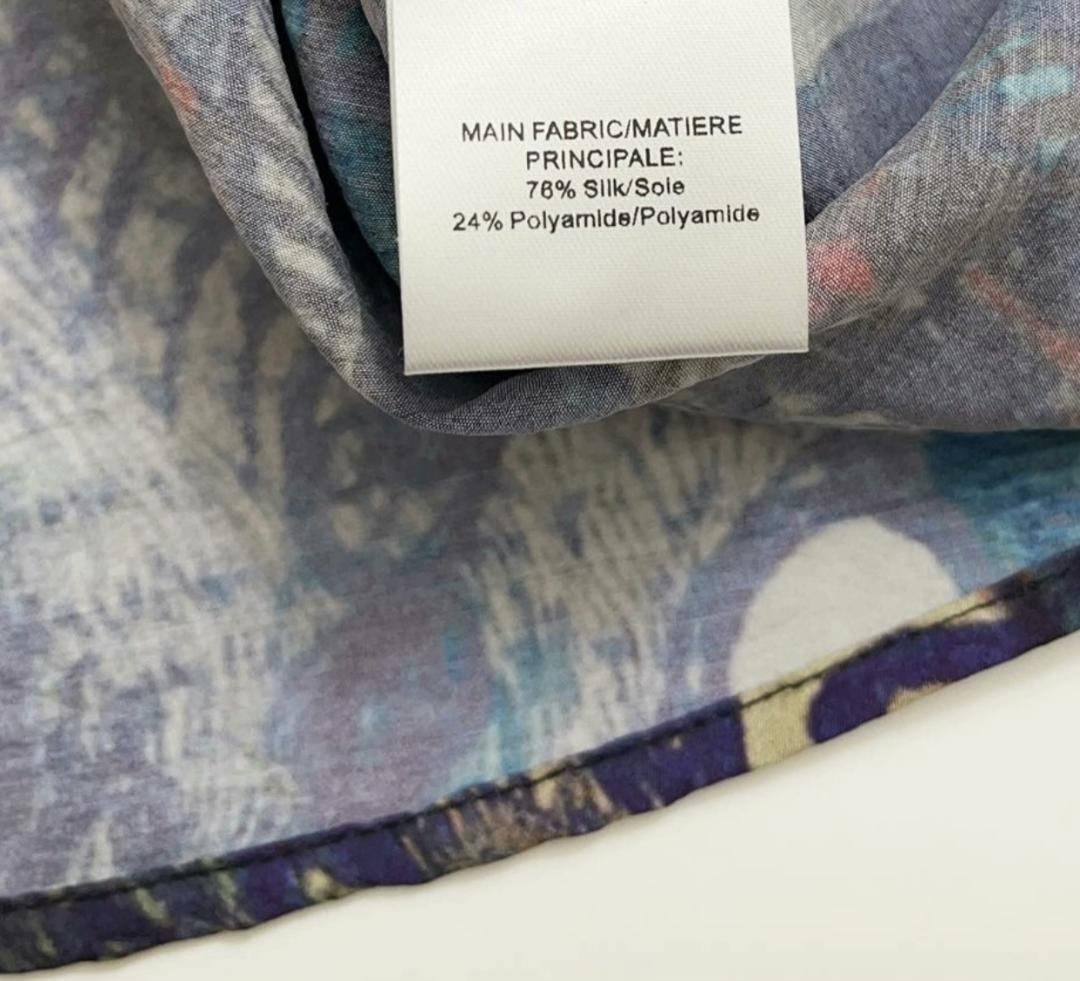 MAIN FABRIC/MATIERE
PRINCIPALE:
76% Silk/Soie
24% Polyamide/Polyamide